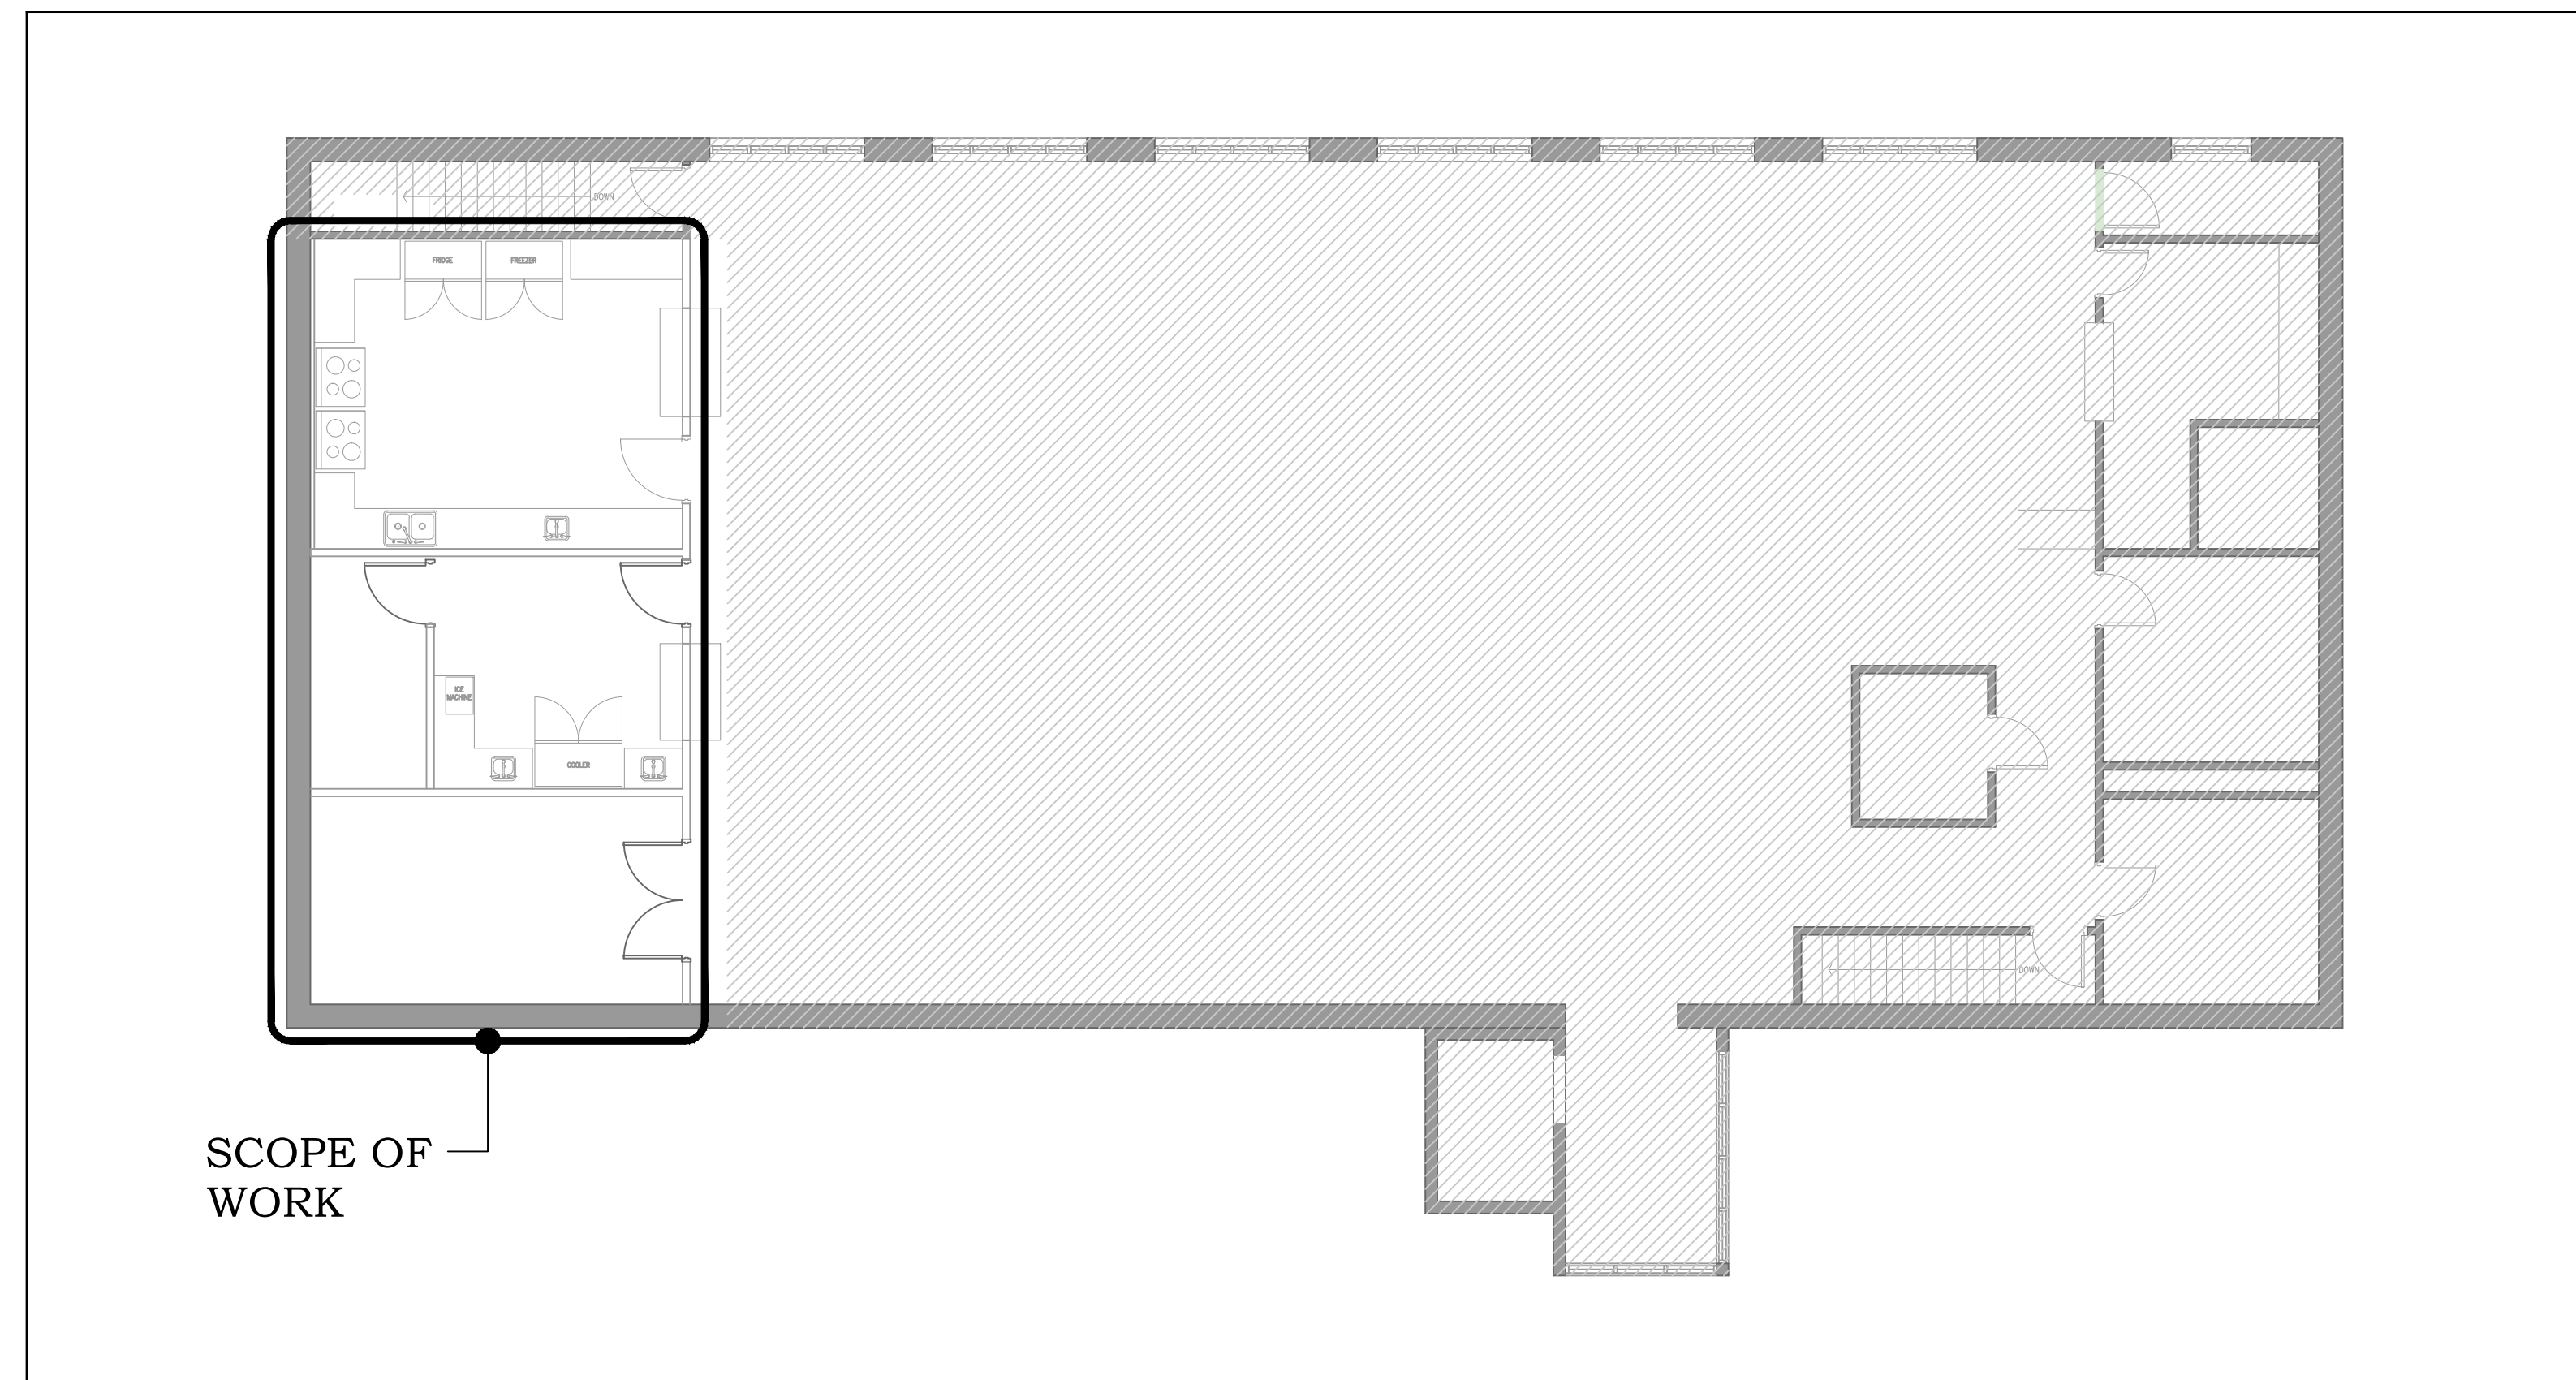 DOWN
FRIDGE
FREEZER
ICE
MACHINE
COOLER
DOWN
SCOPE OF
WORK